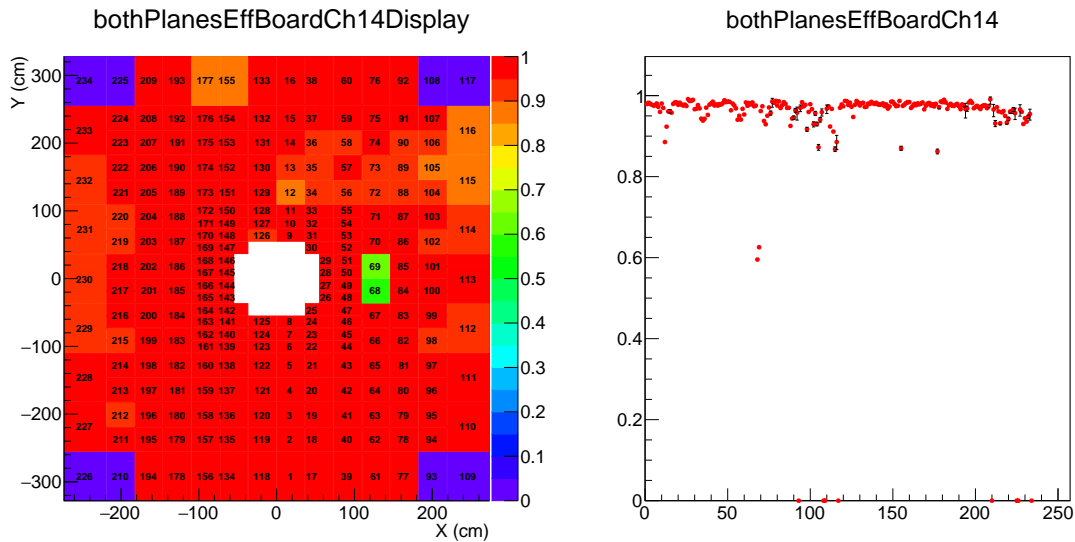 bothPlanesEffBoardCh14Display
Y (cm)
300
200
100
0
−100
−200
−300
234 225 209 193 177 155 133 16 38 60 76 92 108 117
224 208 192 176 154 132 15 37 59 75 91 107
233 116
223 207 191 175 153 131 14 36 58 74 90 106
222 206 190 174 152 130 13 35 57 73 89 105
232 115
221 205 189 173 151 129 12 34 56 72 88 104
172 150 128 11 33 55
220 204 188 71 87 103
171 149 127 10 32 54
231 114
170 148 126 9 31 53
219 203 187 70 86 102
169 147 30 52
168 146 29 51
218 202 186 69 85 101
167 145 28 50
230 113
166 144 27 49
217 201 185 68 84 100
165 143 26 48
164 142 25 47
216 200 184 67 83 99
163 141 125 8 24 46
229 112
162 140 124 7 23 45
215 199 183 66 82 98
161 139 123 6 22 44
214 198 182 160 138 122 5 21 43 65 81 97
228 111
213 197 181 159 137 121 4 20 42 64 80 96
212 196 180 158 136 120 3 19 41 63 79 95
227 110
211 195 179 157 135 119 2 18 40 62 78 94
226 210 194 178 156 134 118 1 17 39 61 77 93 109
−200 −100 0 100 200
X (cm)
1
0.9
0.8
0.7
0.6
0.5
0.4
0.3
0.2
0.1
0
bothPlanesEffBoardCh14
1
0.8
0.6
0.4
0.2
0
0 50 100 150 200 250